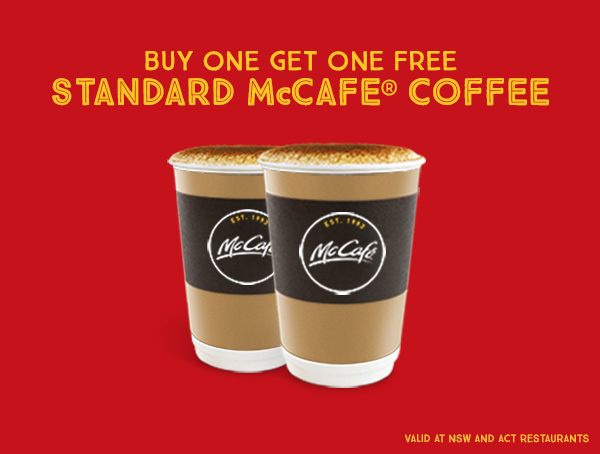 BUY ONE GET ONE FREE
STANDARD McCAFE® COFFEE
EST. 1993
McCafé
EST. 1993
McCafé
VALID AT NSW AND ACT RESTAURANTS